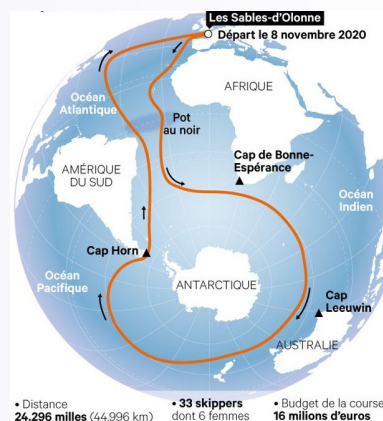 Les Sables-d'Olonne
Départ le 8 novembre 2020
AFRIQUE
Océan
Atlantique
Pot
au noir
Cap de Bonne-
Espérance
AMÉRIQUE
DU SUD
Océan
Indien
Cap Horn
Océan
Pacifique
ANTARCTIQUE
Cap
Leeuwin
AUSTRALIE
• Distance
24,296 milles (44,996 km)
• 33 skippers
dont 6 femmes
• Budget de la course
16 milions d'euros